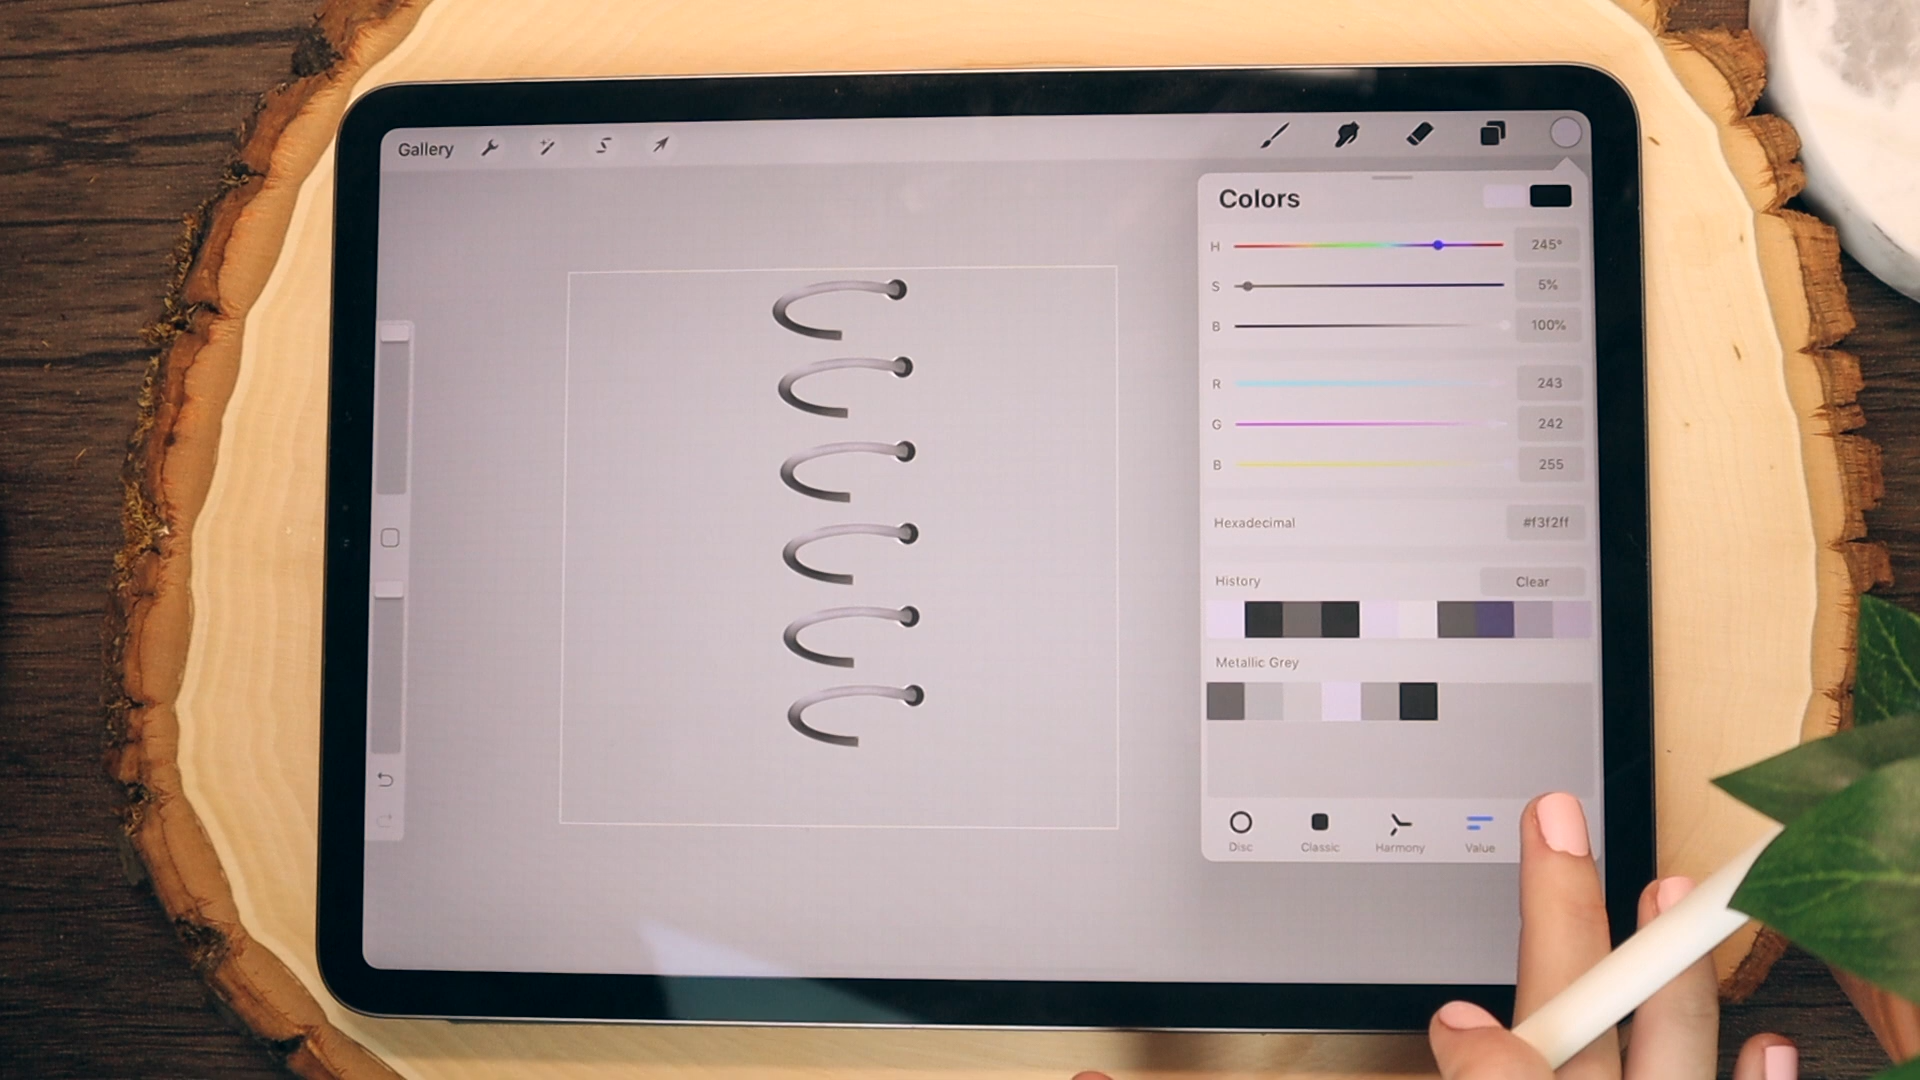 Gallery
Colors
H 245°
S 5%
B 100%
R 243
G 242
B 255
Hexadecimal #f3f2ff
History Clear
Metallic Grey
Disc Classic Harmony Value